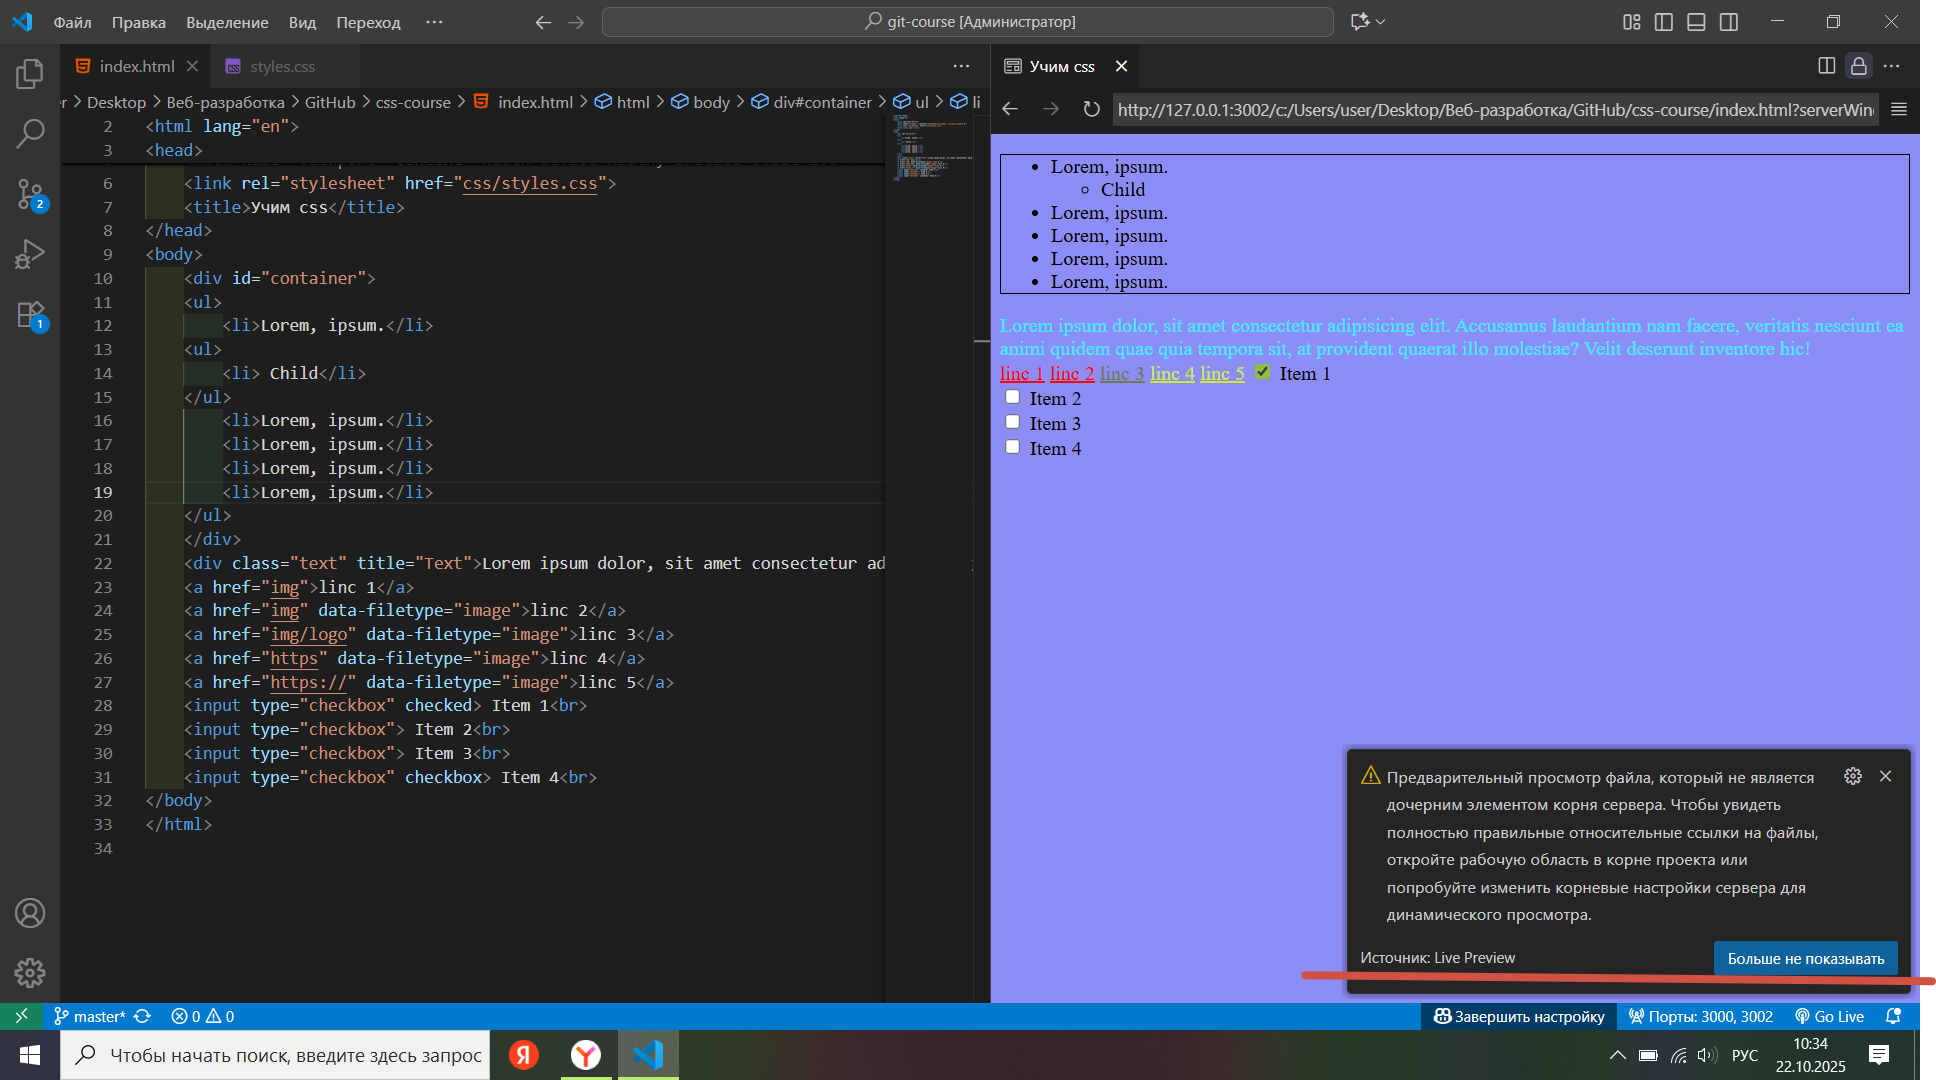 Файл Правка Выделение Вид Переход ··· git-course [Администратор]
index.html styles.css ···
er > Desktop > Веб-разработка > GitHub > css-course > index.html > html > body > div#container > ul > li
2 <html lang="en">
3 <head>
6 <link rel="stylesheet" href="css/styles.css">
7 <title>Учим css</title>
8 </head>
9 <body>
10 <div id="container">
11 <ul>
12 <li>Lorem, ipsum.</li>
13 <ul>
14 <li> Child</li>
15 </ul>
16 <li>Lorem, ipsum.</li>
17 <li>Lorem, ipsum.</li>
18 <li>Lorem, ipsum.</li>
19 <li>Lorem, ipsum.</li>
20 </ul>
21 </div>
22 <div class="text" title="Text">Lorem ipsum dolor, sit amet consectetur ad
23 <a href="img">linc 1</a>
24 <a href="img" data-filetype="image">linc 2</a>
25 <a href="img/logo" data-filetype="image">linc 3</a>
26 <a href="https" data-filetype="image">linc 4</a>
27 <a href="https://" data-filetype="image">linc 5</a>
28 <input type="checkbox" checked> Item 1<br>
29 <input type="checkbox"> Item 2<br>
30 <input type="checkbox"> Item 3<br>
31 <input type="checkbox" checkbox> Item 4<br>
32 </body>
33 </html>
34
Учим css
http://127.0.0.1:3002/c:/Users/user/Desktop/Веб-разработка/GitHub/css-course/index.html?serverWin
Lorem, ipsum.
Child
Lorem, ipsum.
Lorem, ipsum.
Lorem, ipsum.
Lorem, ipsum.
Lorem ipsum dolor, sit amet consectetur adipisicing elit. Accusamus laudantium nam facere, veritatis nesciunt ea
animi quidem quae quia tempora sit, at provident quaerat illo molestiae? Velit deserunt inventore hic!
linc 1 linc 2 linc 3 linc 4 linc 5 Item 1
Item 2
Item 3
Item 4
Предварительный просмотр файла, который не является
дочерним элементом корня сервера. Чтобы увидеть
полностью правильные относительные ссылки на файлы,
откройте рабочую область в корне проекта или
попробуйте изменить корневые настройки сервера для
динамического просмотра.
Источник: Live Preview Больше не показывать
2
1
master* 0 0 Завершить настройку Порты: 3000, 3002 Go Live
Чтобы начать поиск, введите здесь запрос Я Y РУС 10:34
22.10.2025